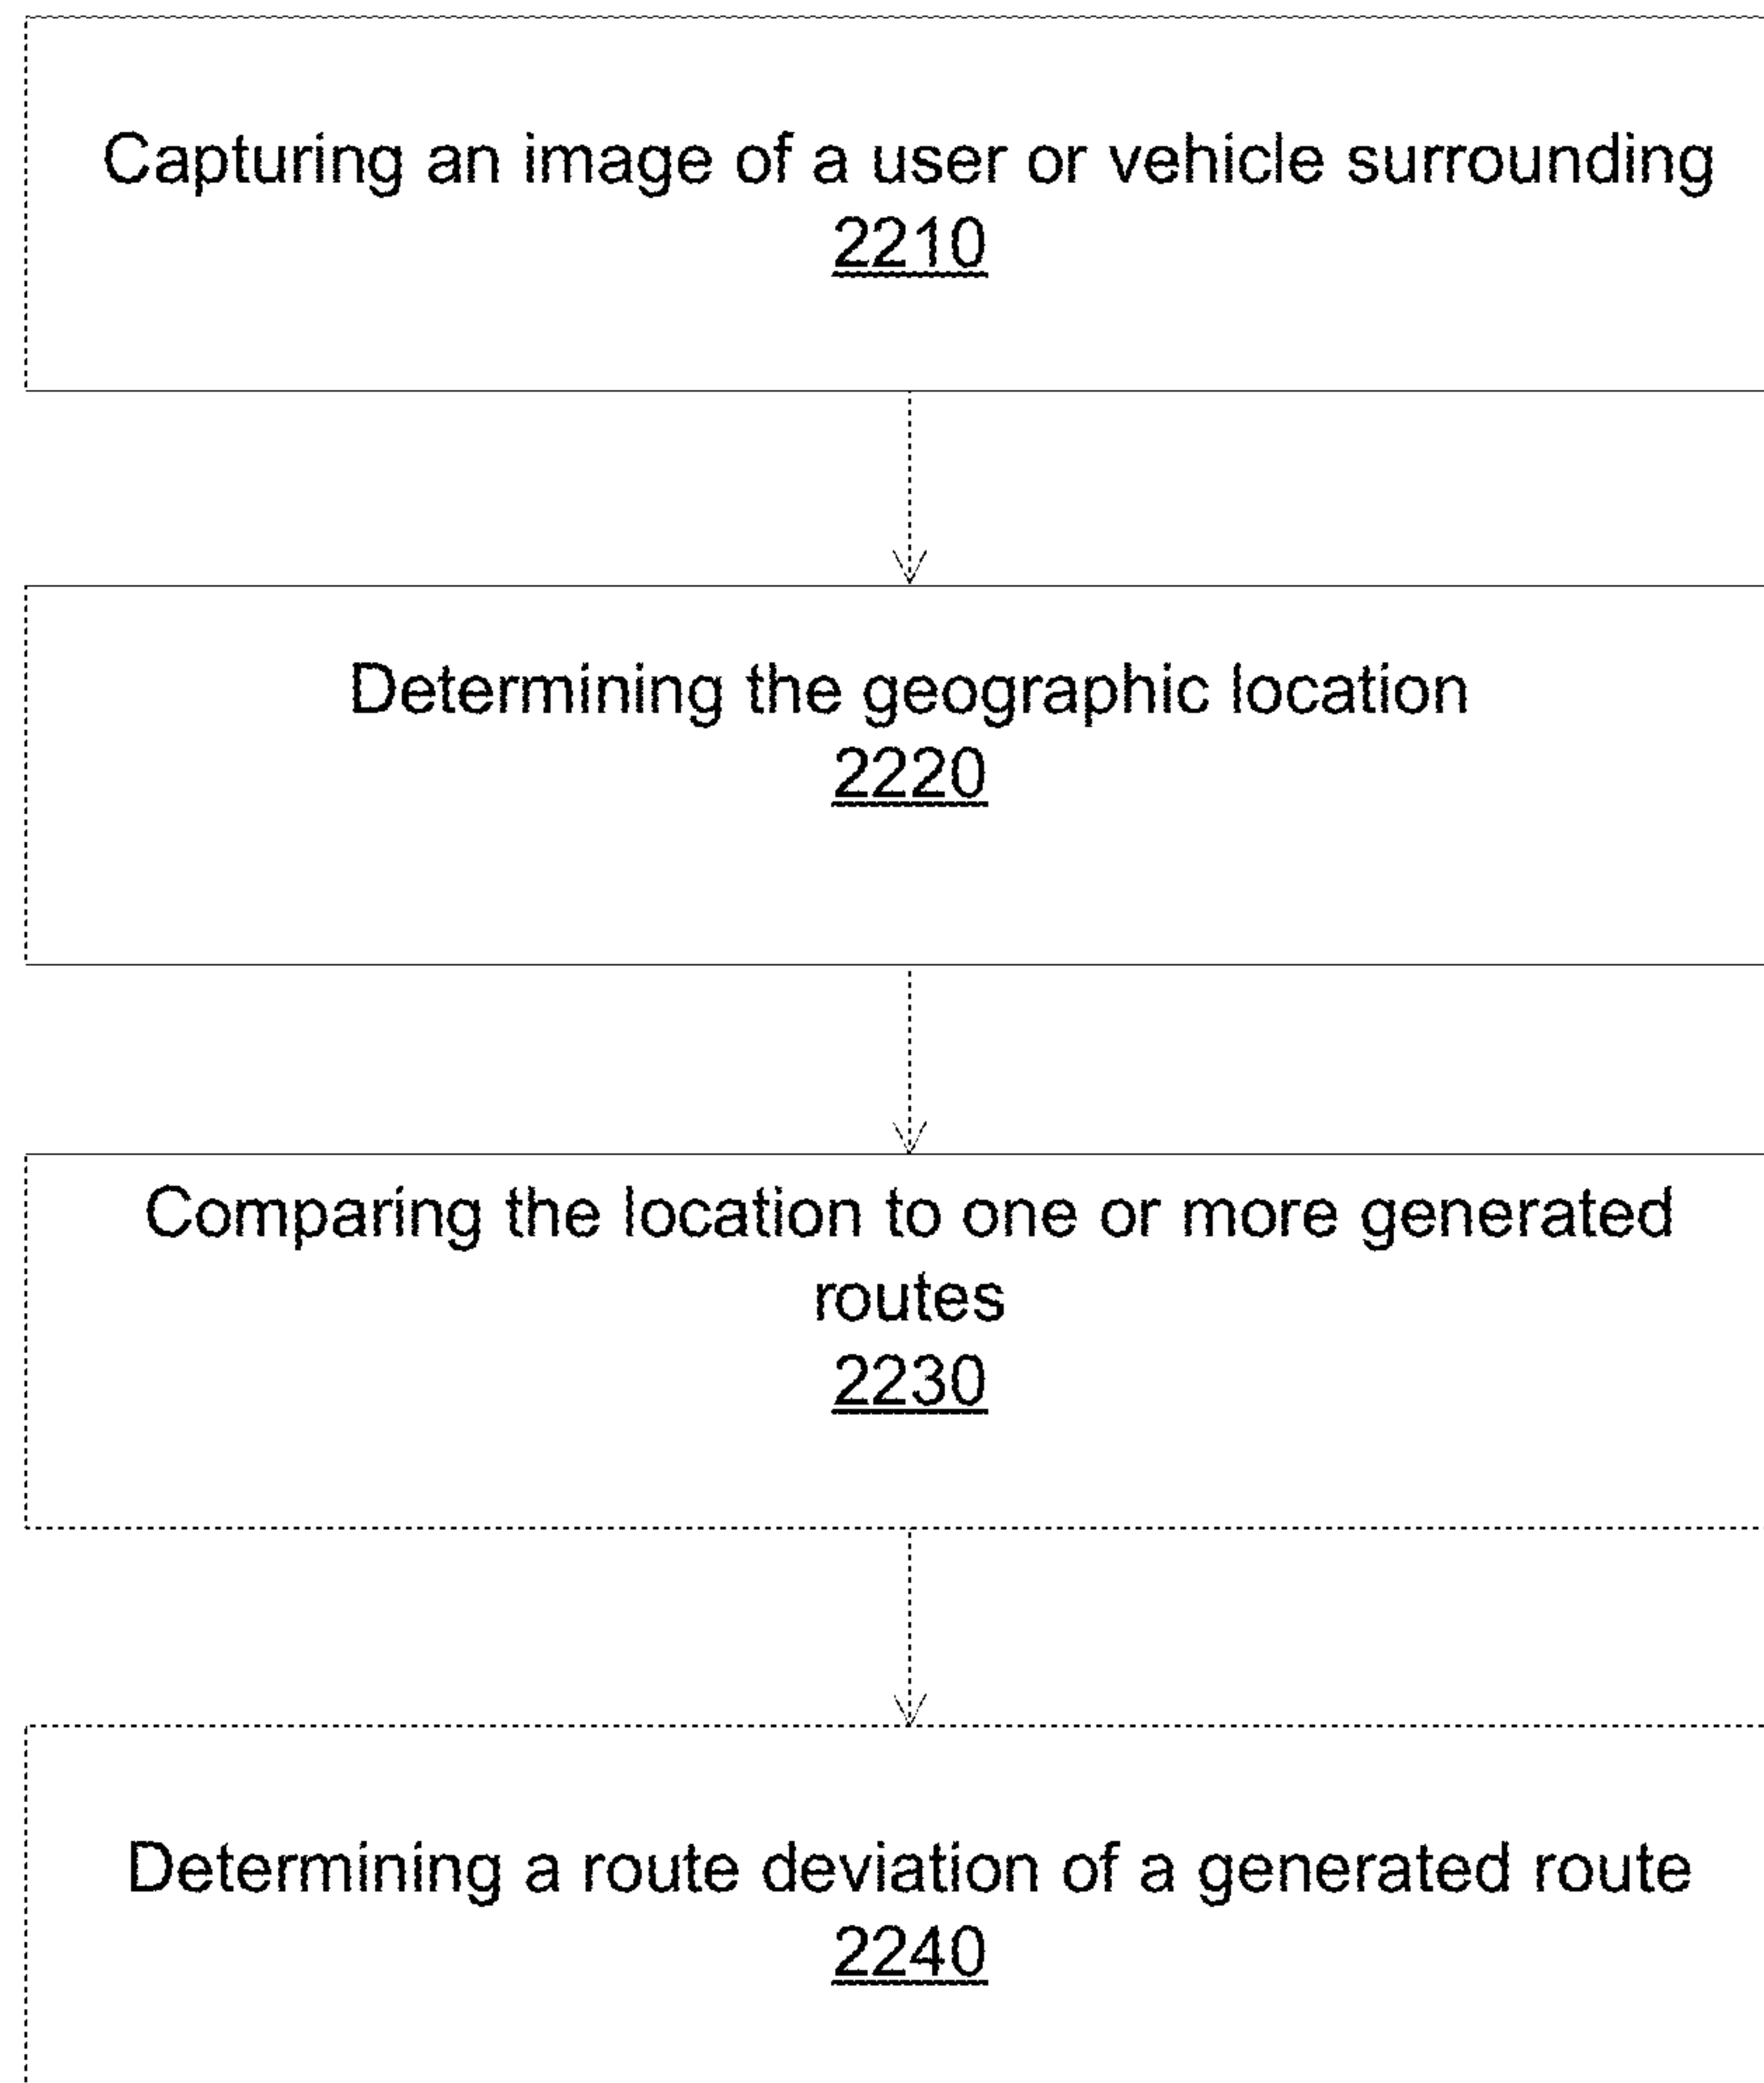 Capturing an image of a user or vehicle surrounding
2210
Determining the geographic location
2220
Comparing the location to one or more generated
routes
2230
Determining a route deviation of a generated route
2240